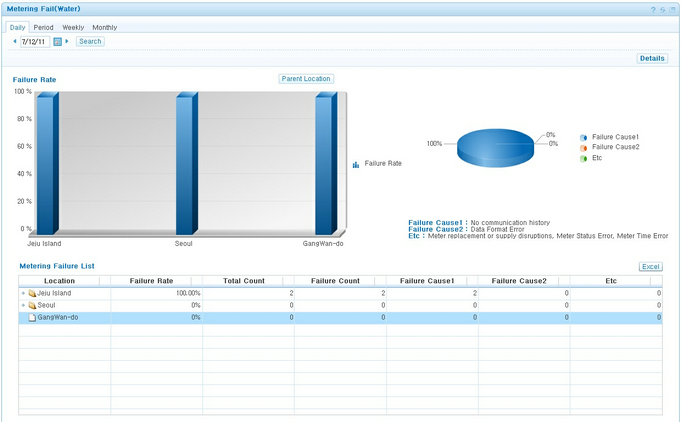 Metering Fail(Water)
Daily Period Weekly Monthly
7/12/11 Search
Details
Failure Rate
Parent Location
100 %
80 %
60 %
40 %
20 %
0 %
Jeju Island Seoul GangWan-do
Failure Rate
100% 0%
0%
Failure Cause1
Failure Cause2
Etc
Failure Cause1 : No communication history
Failure Cause2 : Data Format Error
Etc : Meter replacement or supply disruptions, Meter Status Error, Meter Time Error
Metering Failure List
Excel
Location Failure Rate Total Count Failure Count Failure Cause1 Failure Cause2 Etc
Jeju Island 100.00% 2 2 2 0 0
Seoul 0% 0 0 0 0 0
GangWan-do 0% 0 0 0 0 0